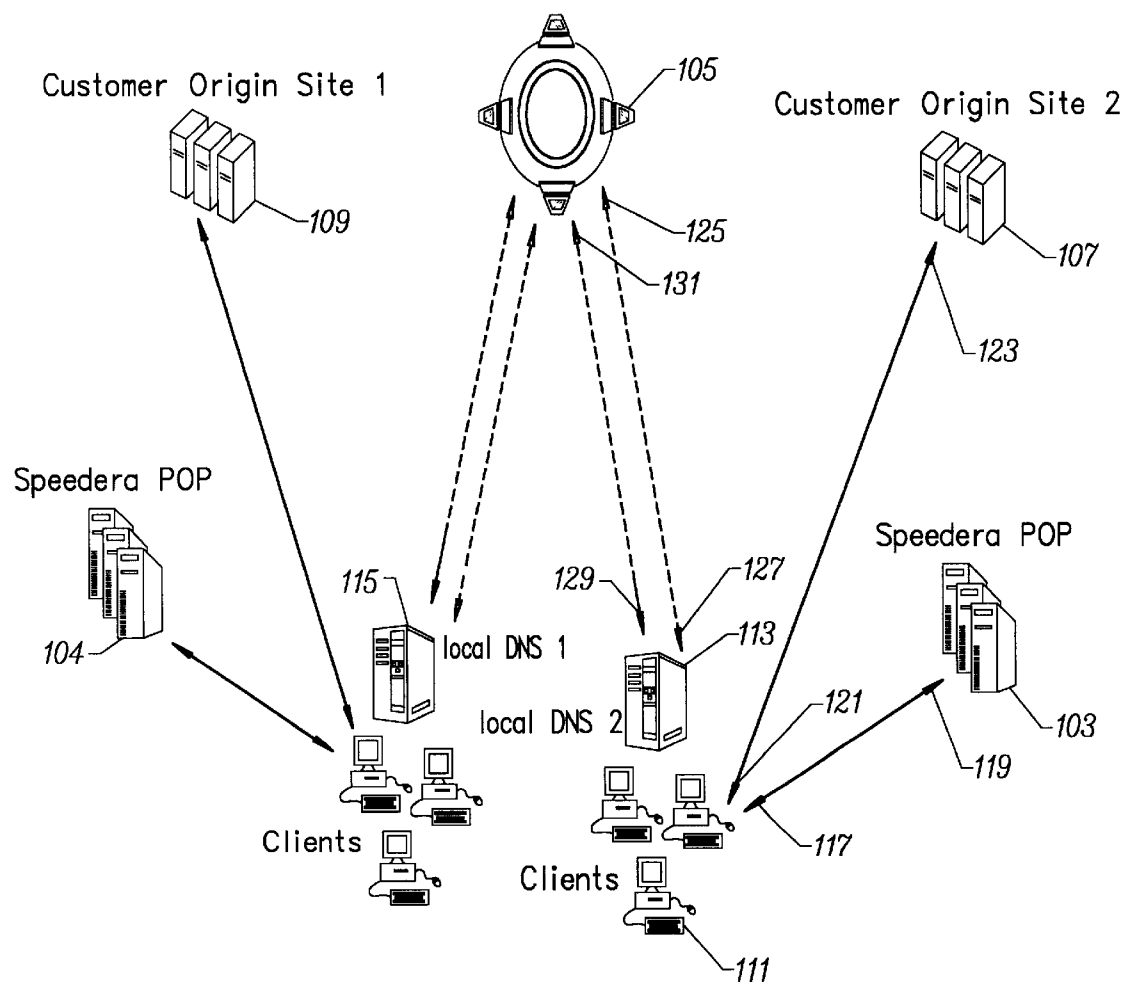 105
Customer Origin Site 1
Customer Origin Site 2
109
125
131
107
123
Speedera POP
Speedera POP
115
129
127
104
local DNS 1
113
local DNS 2
121
103
119
Clients
117
Clients
111